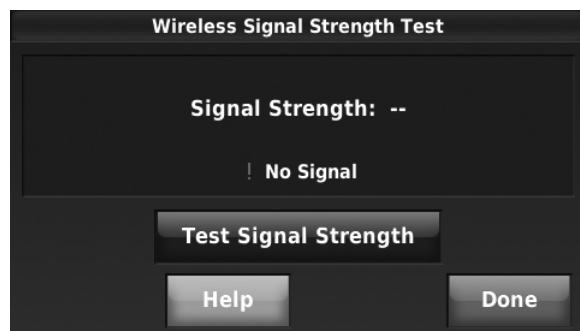 Wireless Signal Strength Test
Signal Strength: --
! No Signal
Test Signal Strength
Help Done